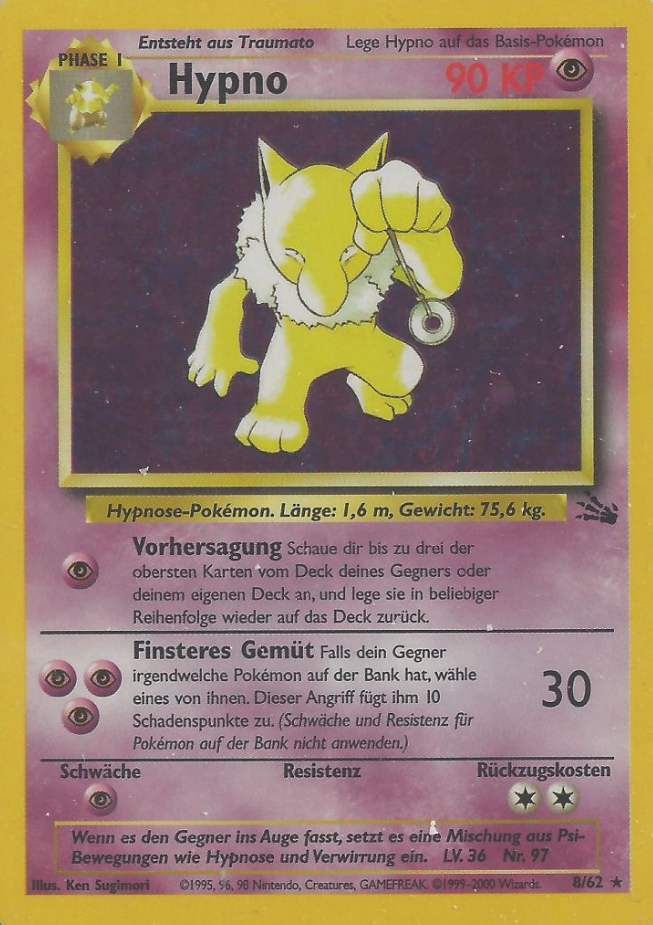 Entsteht aus Traumato Lege Hypno auf das Basis-Pokémon
PHASE 1
Hypno 90 KP
Hypnose-Pokémon. Länge: 1,6 m, Gewicht: 75,6 kg.
Vorhersagung Schaue dir bis zu drei der
obersten Karten vom Deck deines Gegners oder
deinem eigenen Deck an, und lege sie in beliebiger
Reihenfolge wieder auf das Deck zurück.
Finsteres Gemüt Falls dein Gegner
irgendwelche Pokémon auf der Bank hat, wähle
eines von ihnen. Dieser Angriff fügt ihm 10
Schadenspunkte zu. (Schwäche und Resistenz für
Pokémon auf der Bank nicht anwenden.)
30
Schwäche Resistenz Rückzugskosten
Wenn es den Gegner ins Auge fasst, setzt es eine Mischung aus Psi-
Bewegungen wie Hypnose und Verwirrung ein. LV. 36 Nr. 97
Illus. Ken Sugimori ©1995, 96, 98 Nintendo, Creatures, GAMEFREAK. ©1999-2000 Wizards. 8/62 ★